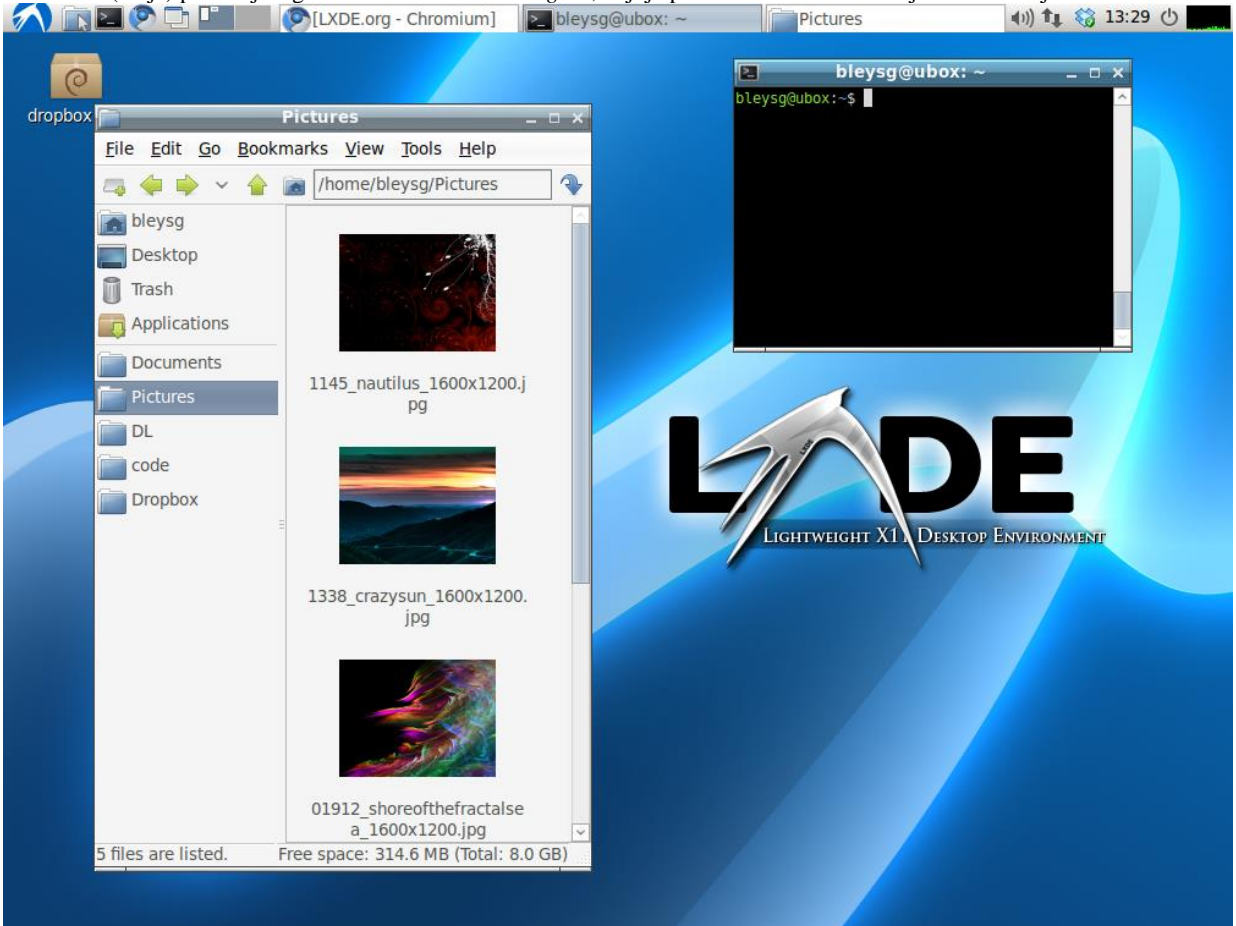 [LXDE.org - Chromium]
bleysg@ubox: ~
Pictures
13:29
dropbox
bleysg@ubox: ~
bleysg@ubox:~$
Pictures
File Edit Go Bookmarks View Tools Help
/home/bleysg/Pictures
bleysg
Desktop
Trash
Applications
Documents
Pictures
DL
code
Dropbox
1145_nautilus_1600x1200.j
pg
1338_crazysun_1600x1200.
jpg
01912_shoreofthefractalse
a_1600x1200.jpg
5 files are listed.
Free space: 314.6 MB (Total: 8.0 GB)
LXDE
LXDE
Lightweight X11 Desktop Environment